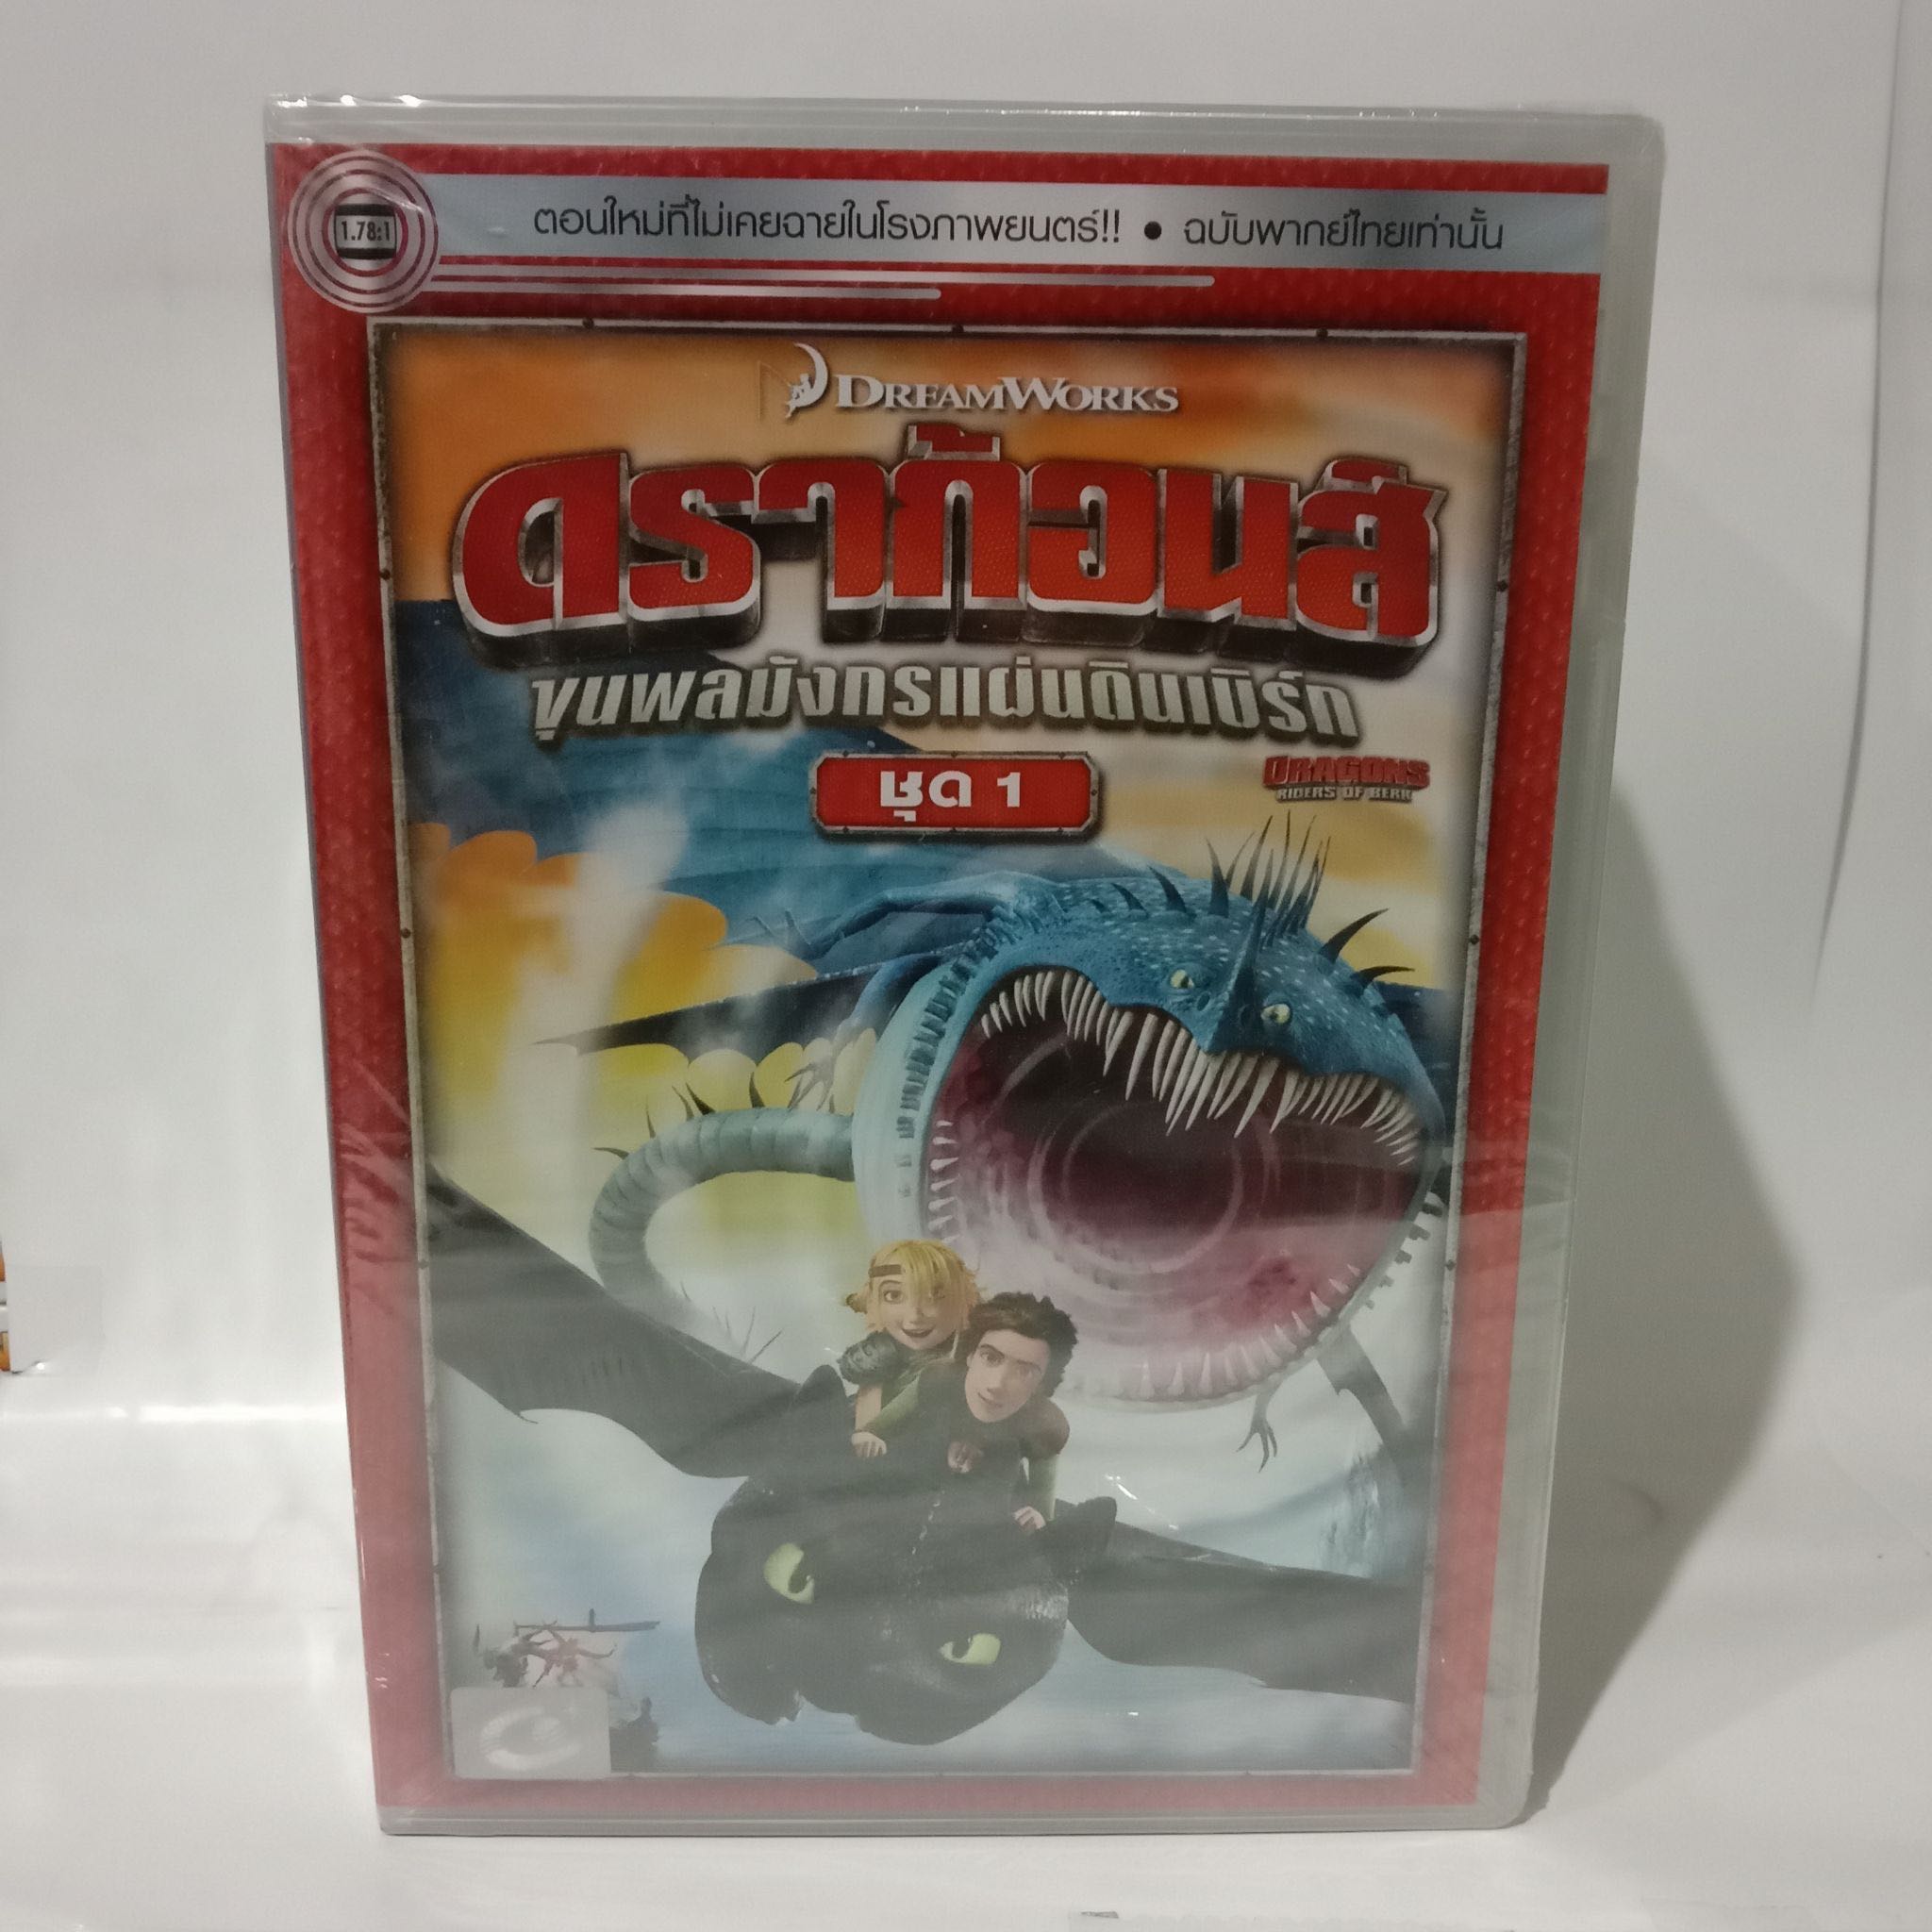 1.78:1
ตอนใหม่ที่ไม่เคยฉายในโรงภาพยนตร์!! • ฉบับพากย์ไทยเท่านั้น
DREAMWORKS
ดราก้อนส์
ขุนพลมังกรแผ่นดินเบิร์ก
ชุด 1
DRAGONS
RIDERS OF BERK